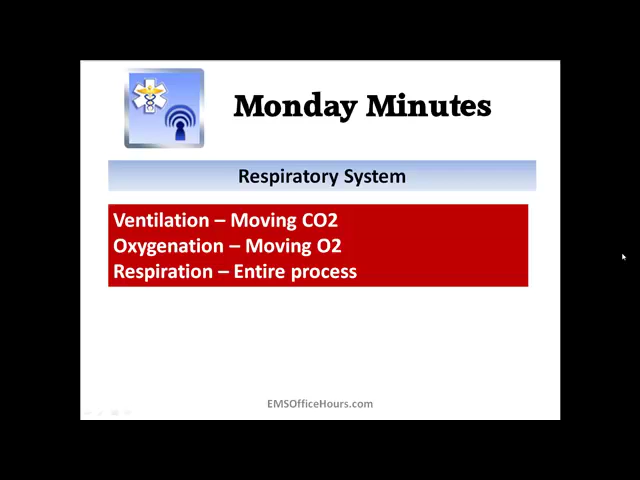 Monday Minutes
Respiratory System
Ventilation – Moving CO2
Oxygenation – Moving O2
Respiration – Entire process
EMSOfficeHours.com